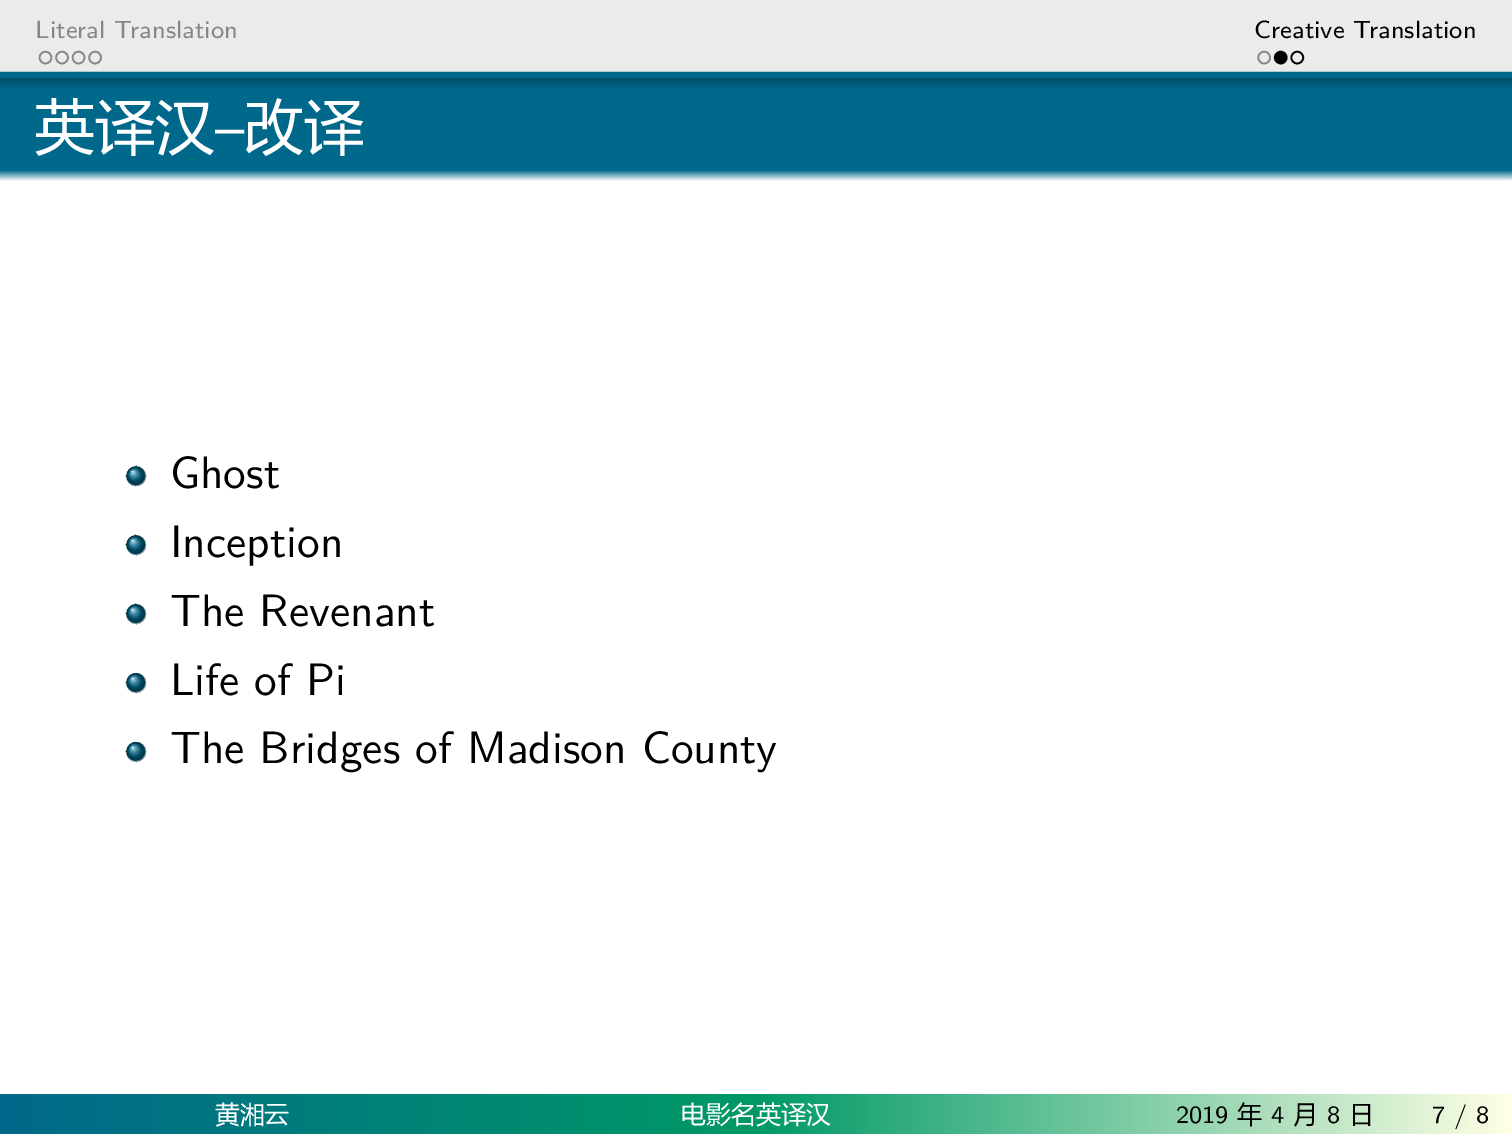 Literal Translation
Creative Translation
英译汉–改译
Ghost
Inception
The Revenant
Life of Pi
The Bridges of Madison County
黄湘云
电影名英译汉
2019 年 4 月 8 日
7 / 8